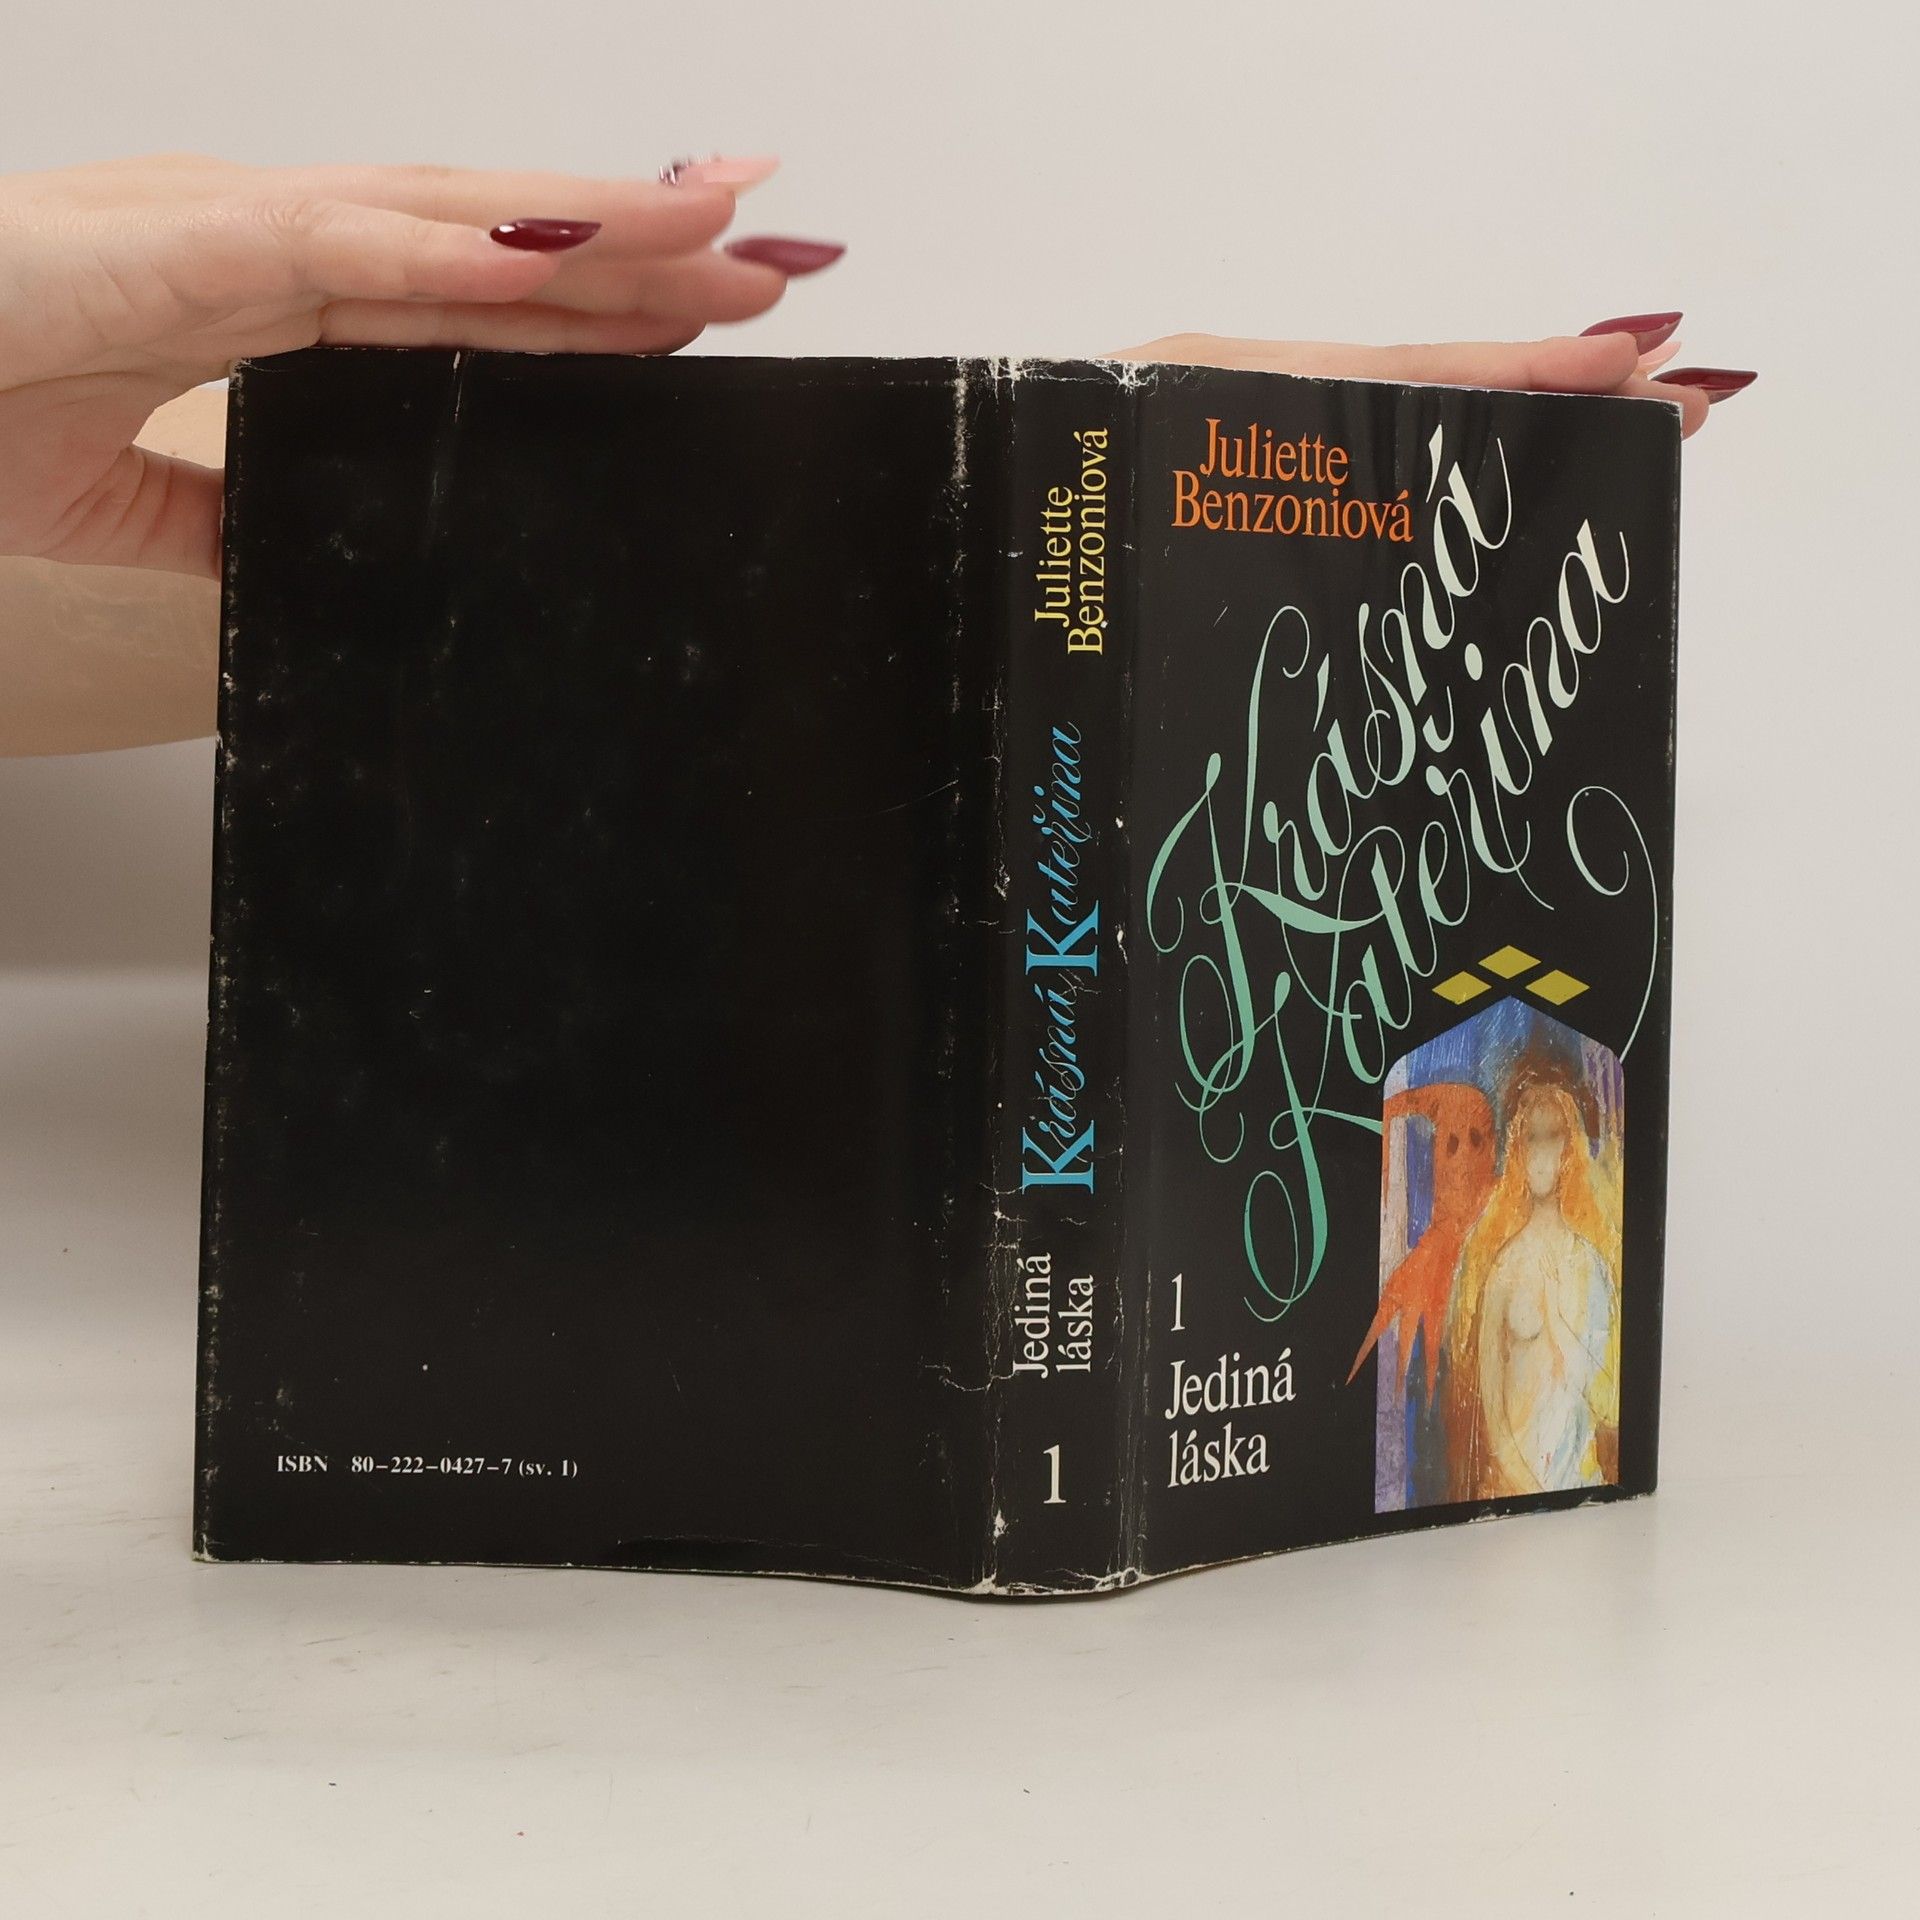 ISBN 80-222-0427-7 (sv. 1)
Juliette
Benzoniová
Krásná Kateřina
Jediná
láska
1
Juliette
Benzoniová
Krásná
Kateřina
1
Jediná
láska